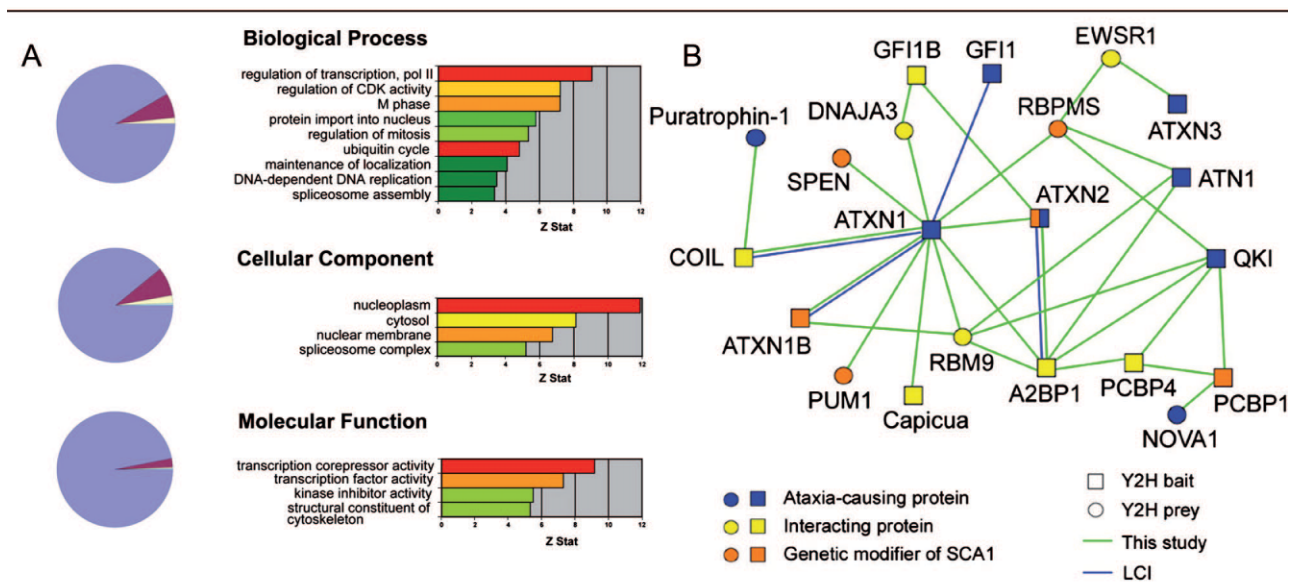 A
Biological Process
regulation of transcription, pol II
regulation of CDK activity
M phase
protein import into nucleus
regulation of mitosis
ubiquitin cycle
maintenance of localization
DNA-dependent DNA replication
spliceosome assembly
0 2 4 6 8 10 12
Z Stat
Cellular Component
nucleoplasm
cytosol
nuclear membrane
spliceosome complex
0 2 4 6 8 10 12
Z Stat
Molecular Function
transcription corepressor activity
transcription factor activity
kinase inhibitor activity
structural constituent of
cytoskeleton
0 2 4 6 8 10 12
Z Stat
B
EWSR1
GFI1B
GFI1
Puratrophin-1
DNAJA3
RBPMS
ATXN3
SPEN
ATN1
ATXN2
ATXN1
COIL
QKI
ATXN1B
RBM9
A2BP1
PCBP4
PCBP1
PUM1
Capicua
NOVA1
Ataxia-causing protein
Interacting protein
Genetic modifier of SCA1
Y2H bait
Y2H prey
This study
LCI